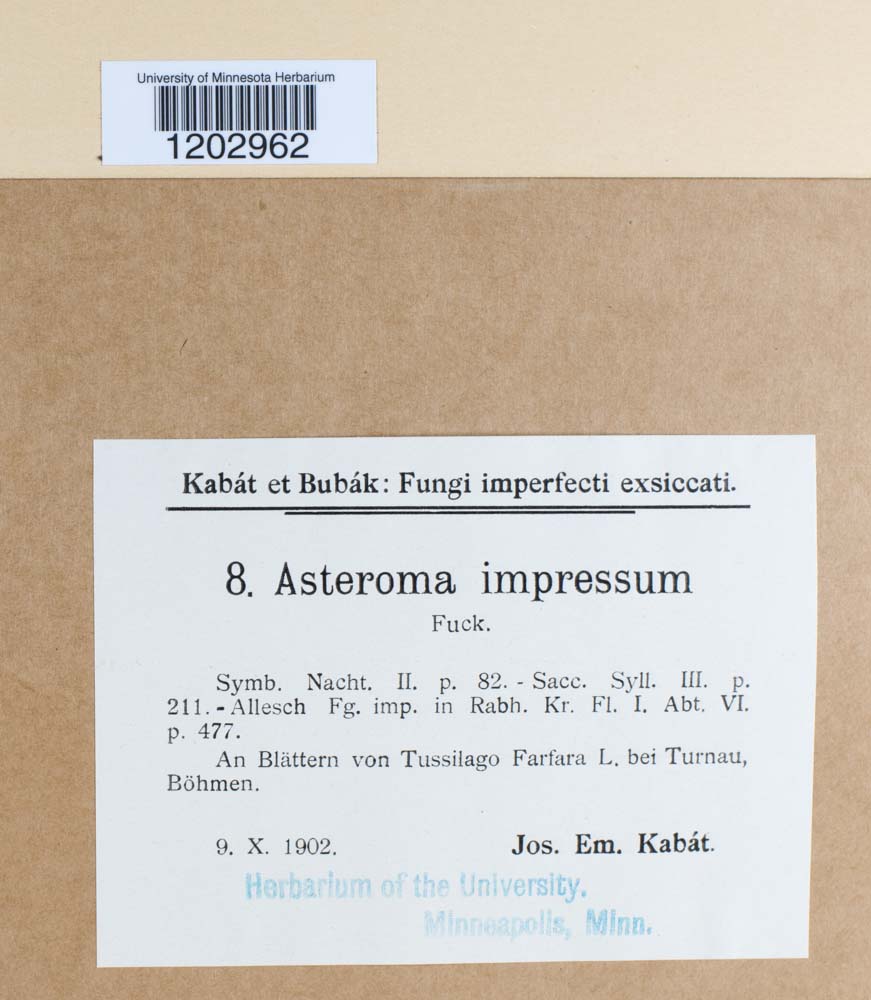 University of Minnesota Herbarium
1202962
Kabát et Bubák: Fungi imperfecti exsiccati.
8. Asteroma impressum
Fuck.
Symb. Nacht. II. p. 82. - Sacc. Syll. III. p.
211. - Allesch Fg. imp. in Rabh. Kr. Fl. I. Abt. VI.
p. 477.
An Blättern von Tussilago Farfara L. bei Turnau,
Böhmen.
9. X. 1902. Jos. Em. Kabát.
Herbarium of the University.
Minneapolis, Minn.